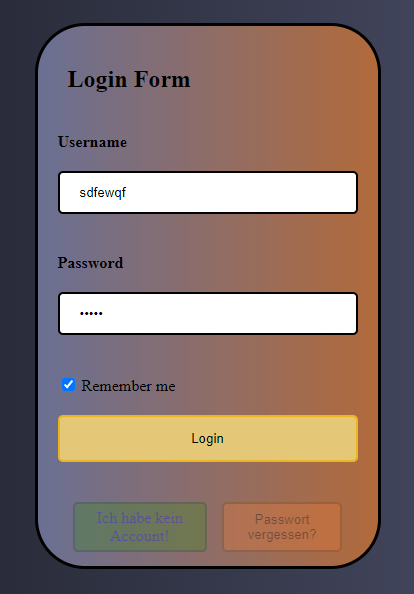 Login Form
Username
sdfewqf
Password
•••••
Remember me
Login
Ich habe kein
Account!
Passwort
vergessen?